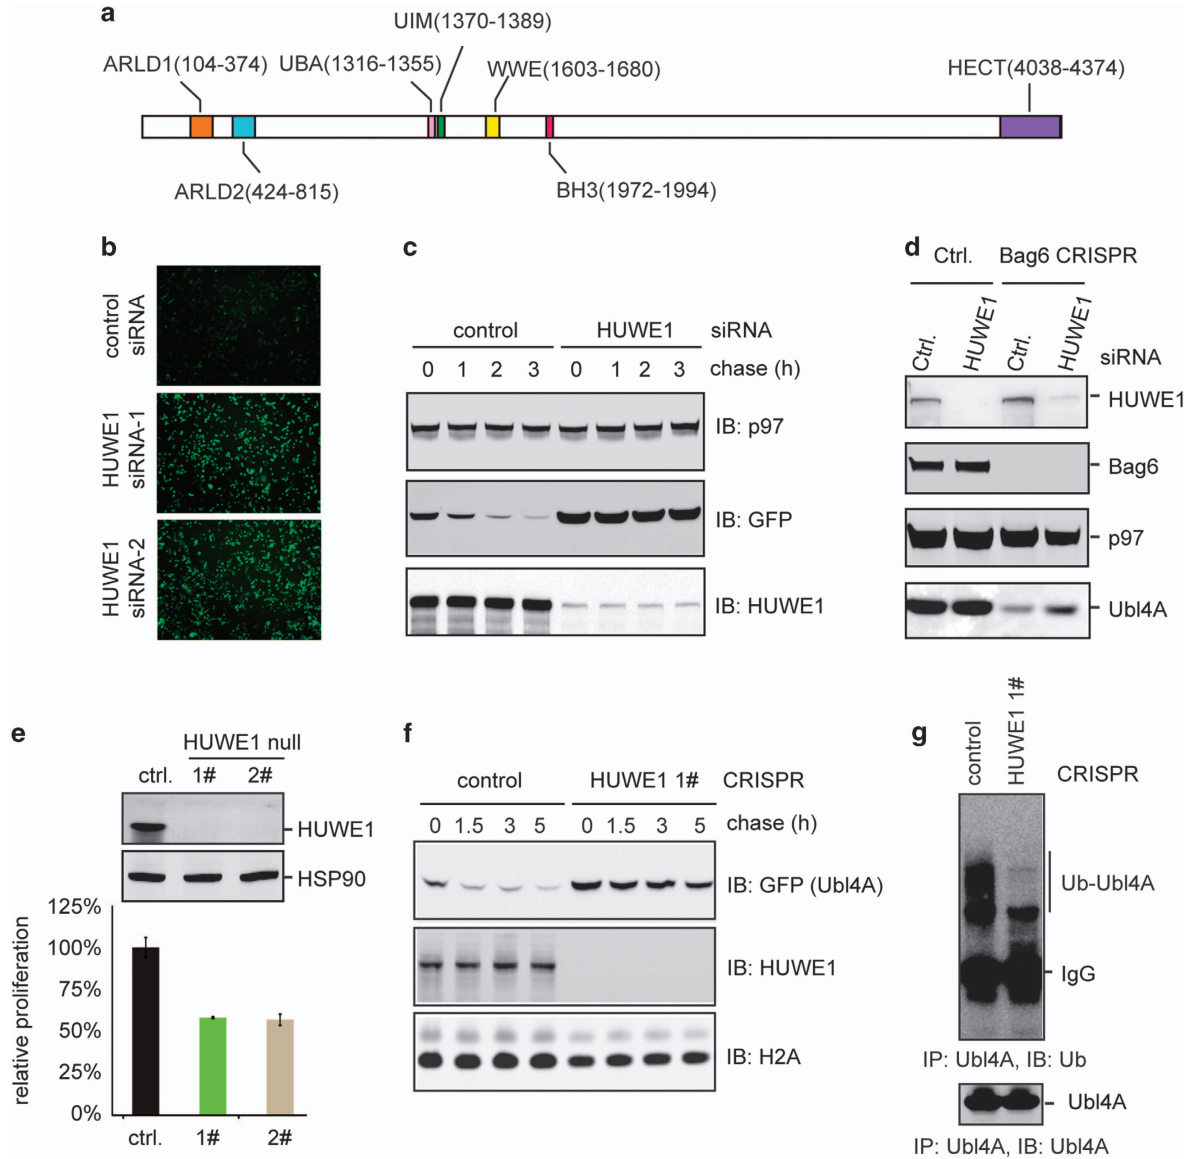 a
UIM(1370-1389)
ARLD1(104-374) UBA(1316-1355) WWE(1603-1680) HECT(4038-4374)
ARLD2(424-815) BH3(1972-1994)
b
control siRNA
HUWE1 siRNA-1
HUWE1 siRNA-2
c
control HUWE1 siRNA
0 1 2 3 0 1 2 3 chase (h)
IB: p97
IB: GFP
IB: HUWE1
d
Ctrl. Bag6 CRISPR
Ctrl. HUWE1 Ctrl. HUWE1 siRNA
HUWE1
Bag6
p97
Ubl4A
e
HUWE1 null
ctrl. 1# 2#
HUWE1
HSP90
relative proliferation
125%
100%
75%
50%
25%
0%
ctrl. 1# 2#
f
control HUWE1 1# CRISPR
0 1.5 3 5 0 1.5 3 5 chase (h)
IB: GFP (Ubl4A)
IB: HUWE1
IB: H2A
g
control HUWE1 1# CRISPR
Ub-Ubl4A
IgG
IP: Ubl4A, IB: Ub
Ubl4A
IP: Ubl4A, IB: Ubl4A